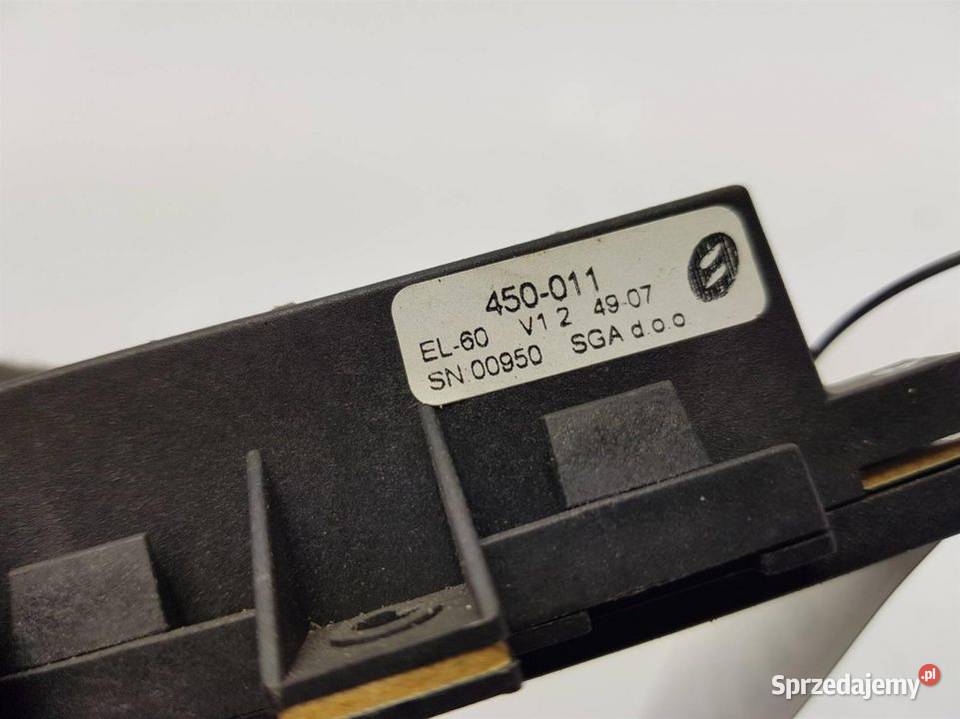 450-011
EL-60 V1 2 49-07
SN:00950 SGA d.o.o
Sprzedajemy.pl